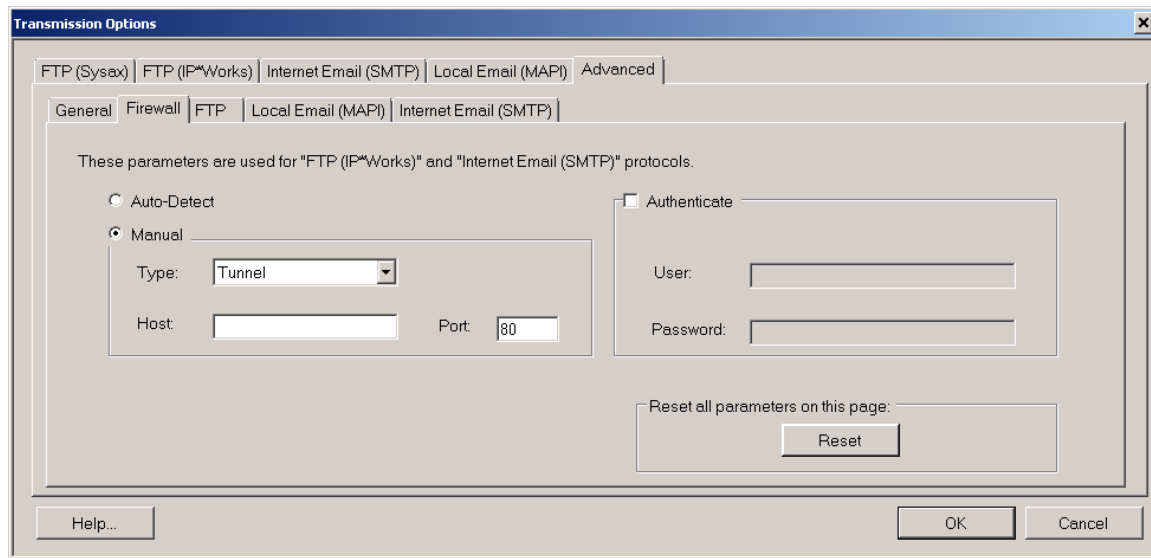 Transmission Options
FTP (Sysax) FTP (IP*Works) Internet Email (SMTP) Local Email (MAPI) Advanced
General Firewall FTP Local Email (MAPI) Internet Email (SMTP)
These parameters are used for "FTP (IP*Works)" and "Internet Email (SMTP)" protocols.
Auto-Detect
Manual
Type: Tunnel
Host: Port: 80
Authenticate
User:
Password:
Reset all parameters on this page:
Reset
Help... OK Cancel